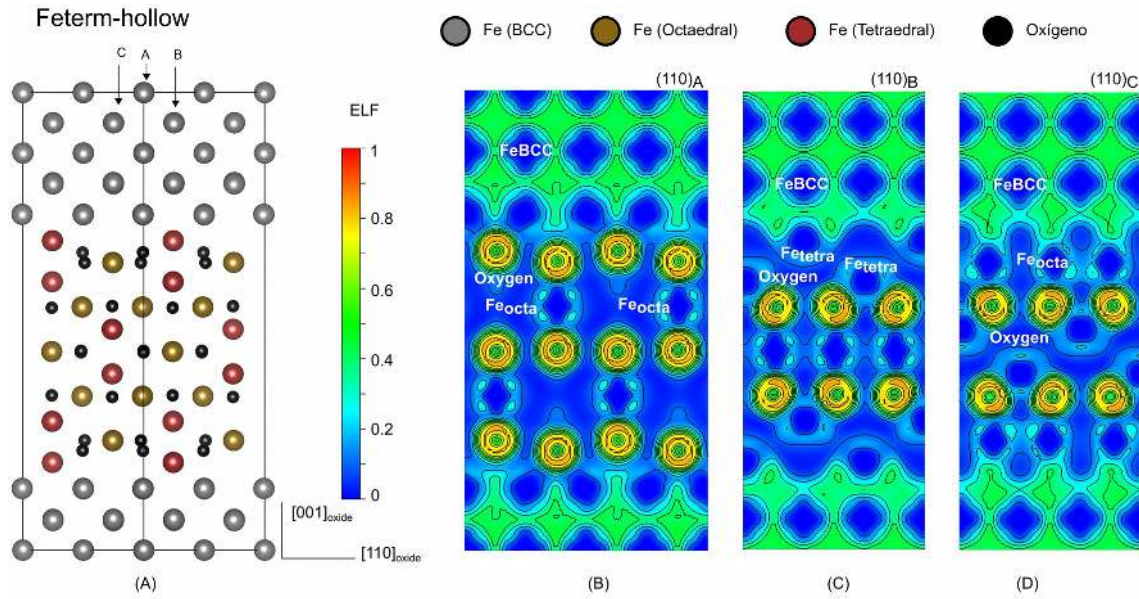 Feterm-hollow
Fe (BCC)
Fe (Octaedral)
Fe (Tetraedral)
Oxígeno
C
A
B
(110)A
(110)B
(110)C
ELF
1
0.8
0.6
0.4
0.2
0
FeBCC
Oxygen
Feocta
Feocta
FeBCC
Fetetra
Oxygen
Fetetra
FeBCC
Feocta
Oxygen
[001]oxide
[110]oxide
(A)
(B)
(C)
(D)